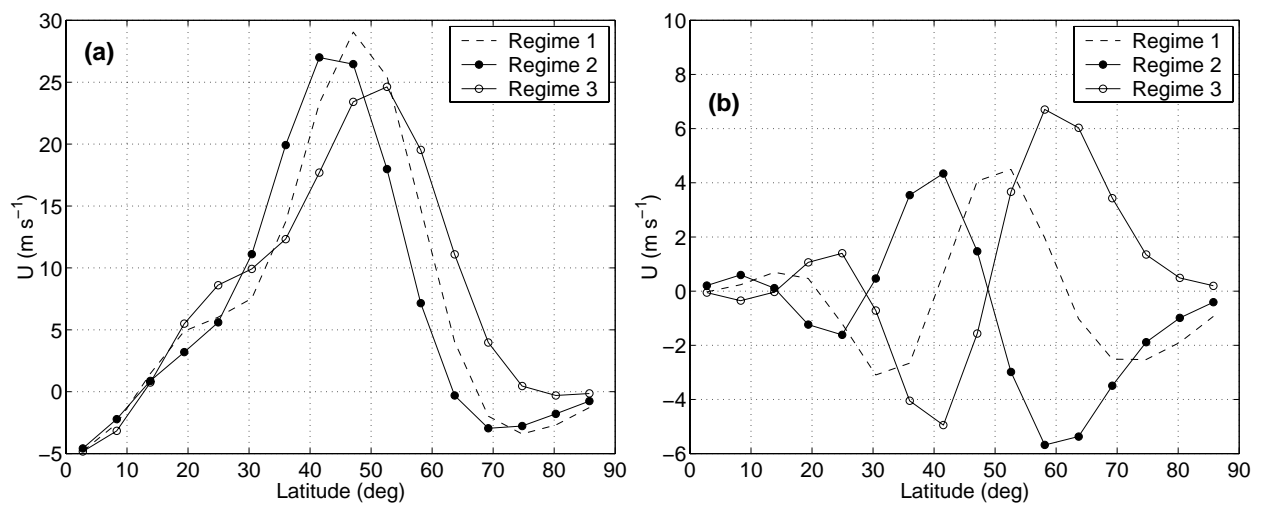 (a)
Regime 1
Regime 2
Regime 3
30
25
20
15
10
5
0
−5
U (m s⁻¹)
0 10 20 30 40 50 60 70 80 90
Latitude (deg)
(b)
Regime 1
Regime 2
Regime 3
10
8
6
4
2
0
−2
−4
−6
U (m s⁻¹)
0 10 20 30 40 50 60 70 80 90
Latitude (deg)